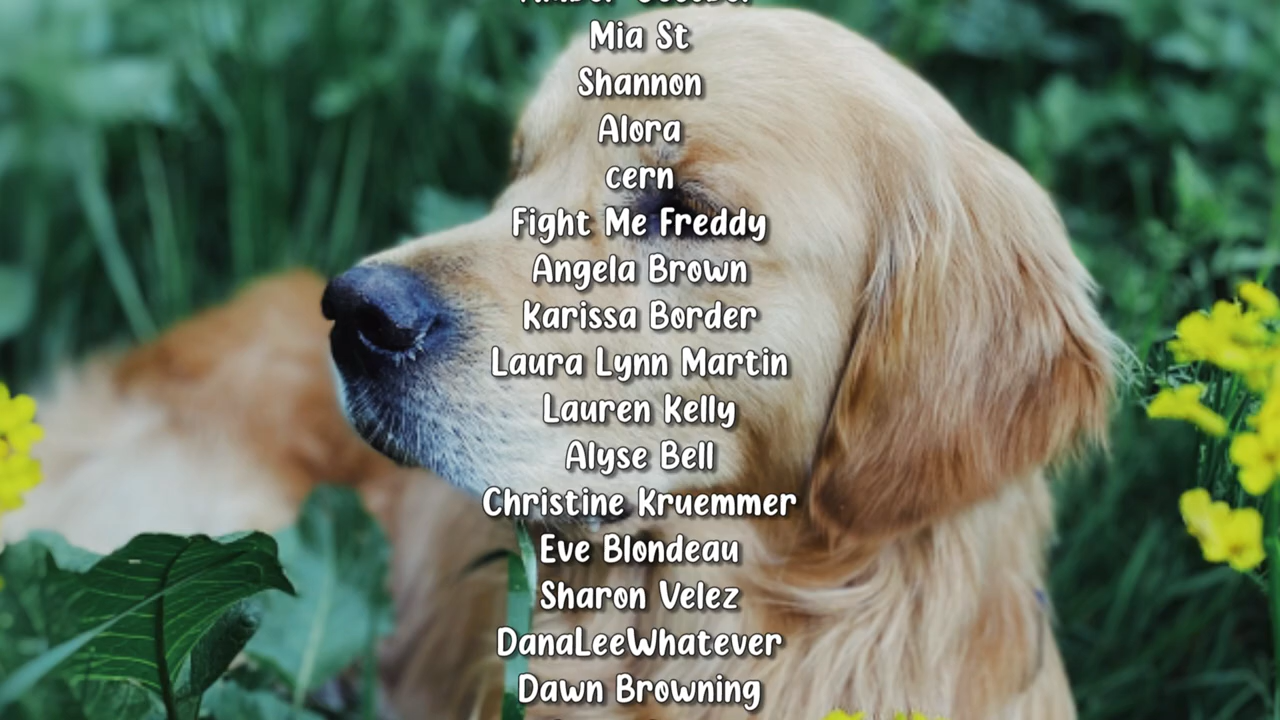 Mia St
Shannon
Alora
cern
Fight Me Freddy
Angela Brown
Karissa Border
Laura Lynn Martin
Lauren Kelly
Alyse Bell
Christine Kruemmer
Eve Blondeau
Sharon Velez
DanaLeeWhatever
Dawn Browning